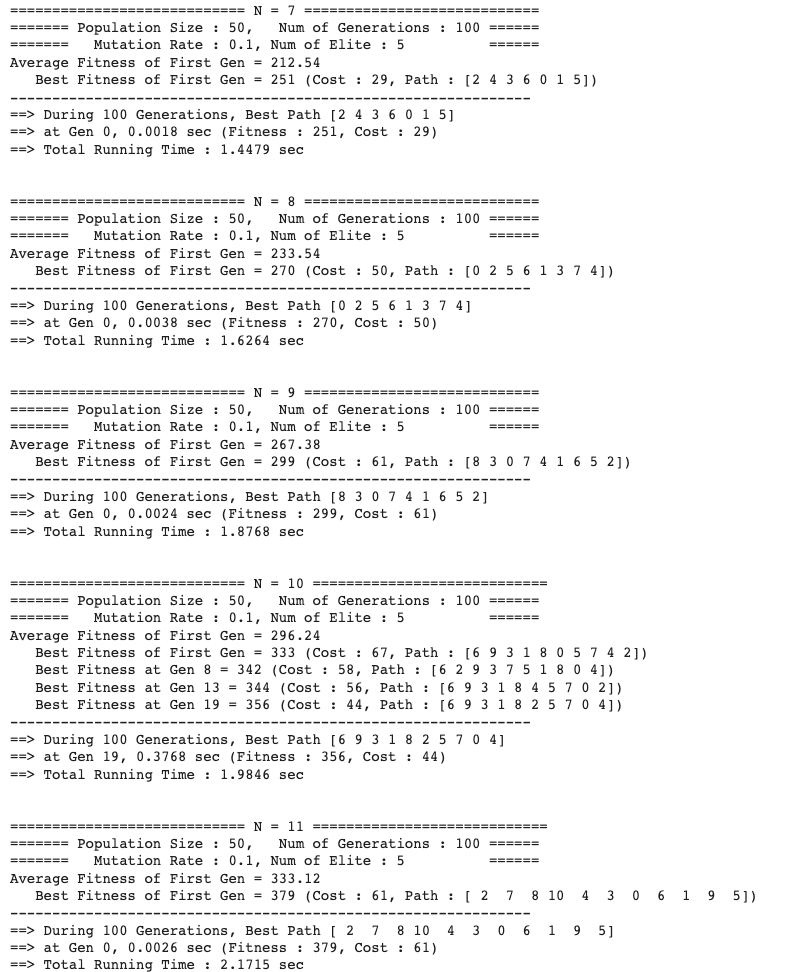 ============================ N = 7 ============================
======= Population Size : 50,   Num of Generations : 100 ======
=======   Mutation Rate : 0.1, Num of Elite : 5          ======
Average Fitness of First Gen = 212.54
   Best Fitness of First Gen = 251 (Cost : 29, Path : [2 4 3 6 0 1 5])
--------------------------------------------------------------
==> During 100 Generations, Best Path [2 4 3 6 0 1 5]
==> at Gen 0, 0.0018 sec (Fitness : 251, Cost : 29)
==> Total Running Time : 1.4479 sec
============================ N = 8 ============================
======= Population Size : 50,   Num of Generations : 100 ======
=======   Mutation Rate : 0.1, Num of Elite : 5          ======
Average Fitness of First Gen = 233.54
   Best Fitness of First Gen = 270 (Cost : 50, Path : [0 2 5 6 1 3 7 4])
--------------------------------------------------------------
==> During 100 Generations, Best Path [0 2 5 6 1 3 7 4]
==> at Gen 0, 0.0038 sec (Fitness : 270, Cost : 50)
==> Total Running Time : 1.6264 sec
============================ N = 9 ============================
======= Population Size : 50,   Num of Generations : 100 ======
=======   Mutation Rate : 0.1, Num of Elite : 5          ======
Average Fitness of First Gen = 267.38
   Best Fitness of First Gen = 299 (Cost : 61, Path : [8 3 0 7 4 1 6 5 2])
--------------------------------------------------------------
==> During 100 Generations, Best Path [8 3 0 7 4 1 6 5 2]
==> at Gen 0, 0.0024 sec (Fitness : 299, Cost : 61)
==> Total Running Time : 1.8768 sec
============================ N = 10 ============================
======= Population Size : 50,   Num of Generations : 100 ======
=======   Mutation Rate : 0.1, Num of Elite : 5          ======
Average Fitness of First Gen = 296.24
   Best Fitness of First Gen = 333 (Cost : 67, Path : [6 9 3 1 8 0 5 7 4 2])
   Best Fitness at Gen 8 = 342 (Cost : 58, Path : [6 2 9 3 7 5 1 8 0 4])
   Best Fitness at Gen 13 = 344 (Cost : 56, Path : [6 9 3 1 8 4 5 7 0 2])
   Best Fitness at Gen 19 = 356 (Cost : 44, Path : [6 9 3 1 8 2 5 7 0 4])
--------------------------------------------------------------
==> During 100 Generations, Best Path [6 9 3 1 8 2 5 7 0 4]
==> at Gen 19, 0.3768 sec (Fitness : 356, Cost : 44)
==> Total Running Time : 1.9846 sec
============================ N = 11 ============================
======= Population Size : 50,   Num of Generations : 100 ======
=======   Mutation Rate : 0.1, Num of Elite : 5          ======
Average Fitness of First Gen = 333.12
   Best Fitness of First Gen = 379 (Cost : 61, Path : [ 2  7  8 10  4  3  0  6  1  9  5])
--------------------------------------------------------------
==> During 100 Generations, Best Path [ 2  7  8 10  4  3  0  6  1  9  5]
==> at Gen 0, 0.0026 sec (Fitness : 379, Cost : 61)
==> Total Running Time : 2.1715 sec